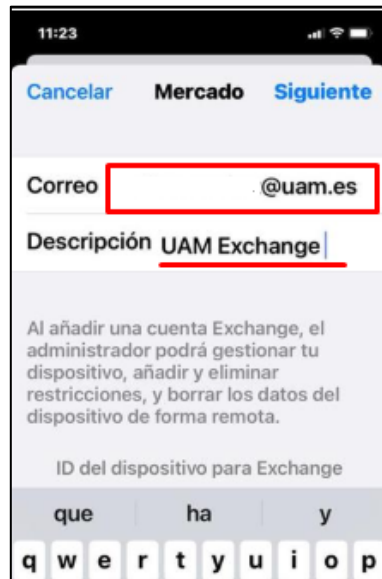 11:23
Cancelar Mercado Siguiente
Correo @uam.es
Descripción UAM Exchange
Al añadir una cuenta Exchange, el
administrador podrá gestionar tu
dispositivo, añadir y eliminar
restricciones, y borrar los datos del
dispositivo de forma remota.
ID del dispositivo para Exchange
que ha y
q w e r t y u i o p